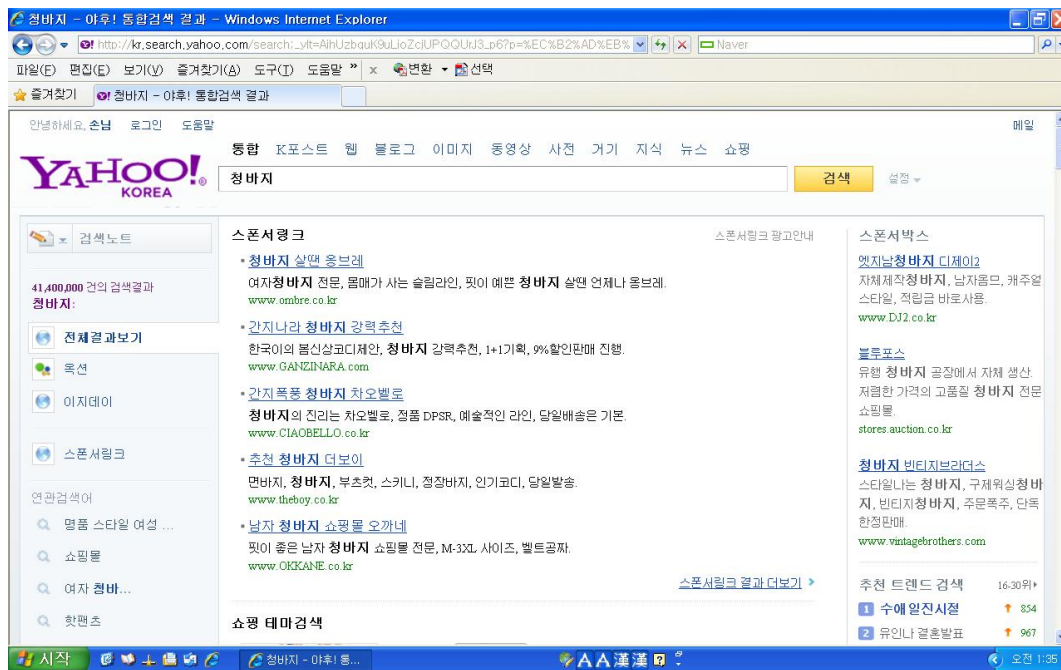 청바지 - 야후! 통합검색 결과 - Windows Internet Explorer
http://kr.search.yahoo.com/search;_ylt=AihUzbquK9uLioZcjUPQQUrJ3_p6?p=%EC%B2%AD%EB%
Naver
파일(F) 편집(E) 보기(V) 즐겨찾기(A) 도구(T) 도움말 » x 변환 선택
즐겨찾기 청바지 - 야후! 통합검색 결과
안녕하세요, 손님 로그인 도움말 메일
통합 K포스트 웹 블로그 이미지 동영상 사전 거기 지식 뉴스 쇼핑
YAHOO!® KOREA
청바지 검색 설정
검색노트
41,400,000 건의 검색결과
청바지:
전체결과보기
옥션
이지데이
스폰서링크
연관검색어
명품 스타일 여성 ...
쇼핑몰
여자 청바...
핫팬츠
스폰서링크 스폰서링크 광고안내
청바지 살땐 옹브레
여자청바지 전문, 몸매가 사는 슬림라인, 핏이 예쁜 청바지 살땐 언제나 옹브레.
www.ombre.co.kr
간지나라 청바지 강력추천
한국이의 봄신상코디제안, 청바지 강력추천, 1+1기획, 9%할인판매 진행.
www.GANZINARA.com
간지폭풍 청바지 차오벨로
청바지의 진리는 차오벨로, 정품 DPSR, 예술적인 라인, 당일배송은 기본.
www.CIAOBELLO.co.kr
추천 청바지 더보이
면바지, 청바지, 부츠컷, 스키니, 정장바지, 인기코디, 당일발송.
www.theboy.co.kr
남자 청바지 쇼핑몰 오까네
핏이 좋은 남자 청바지 쇼핑몰 전문, M-3XL 사이즈, 벨트공짜.
www.OKKANE.co.kr
스폰서링크 결과 더보기
쇼핑 테마검색
스폰서박스
엣지남청바지 디제이2
자체제작청바지, 남자옴므, 캐주얼
스타일, 적립금 바로사용.
www.DJ2.co.kr
블루포스
유행 청바지 공장에서 자체 생산.
저렴한 가격의 고품질 청바지 전문
쇼핑몰.
stores.auction.co.kr
청바지 빈티지브라더스
스타일나는 청바지, 구제워싱청바
지, 빈티지청바지, 주문폭주, 단독
한정판매.
www.vintagebrothers.com
추천 트렌드 검색 16-30위
1 수애 일진시절 854
2 유인나 결혼발표 967
시작 청바지 - 야후! 통... A A 漢 漢 오전 1:35